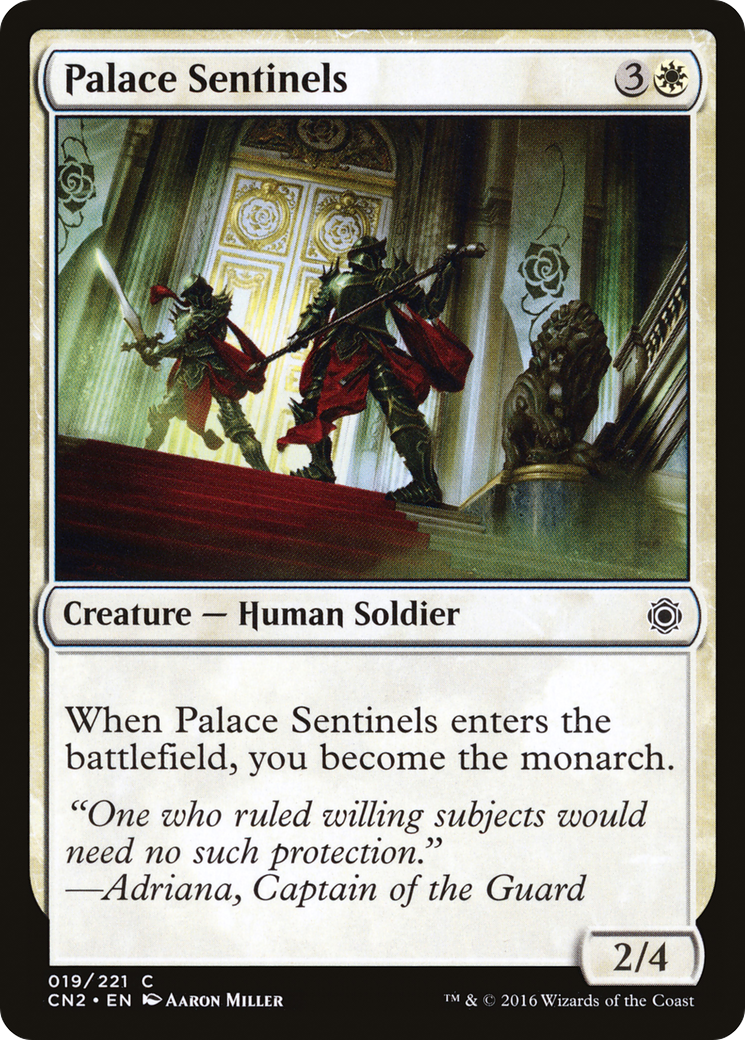 Palace Sentinels
3
Creature — Human Soldier
When Palace Sentinels enters the
battlefield, you become the monarch.
“One who ruled willing subjects would
need no such protection.”
—Adriana, Captain of the Guard
2/4
019/221 C
CN2 • EN Aaron Miller
™ & © 2016 Wizards of the Coast